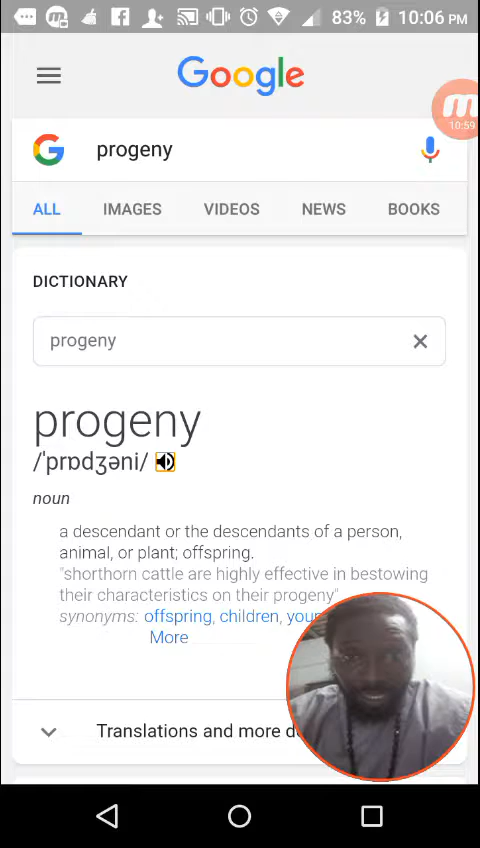 83% 10:06 PM
Google
10:59
progeny
ALL IMAGES VIDEOS NEWS BOOKS
DICTIONARY
progeny
progeny
/ˈprɒdʒəni/
noun
a descendant or the descendants of a person,
animal, or plant; offspring.
"shorthorn cattle are highly effective in bestowing
their characteristics on their progeny"
synonyms: offspring, children,
More
Translations and more